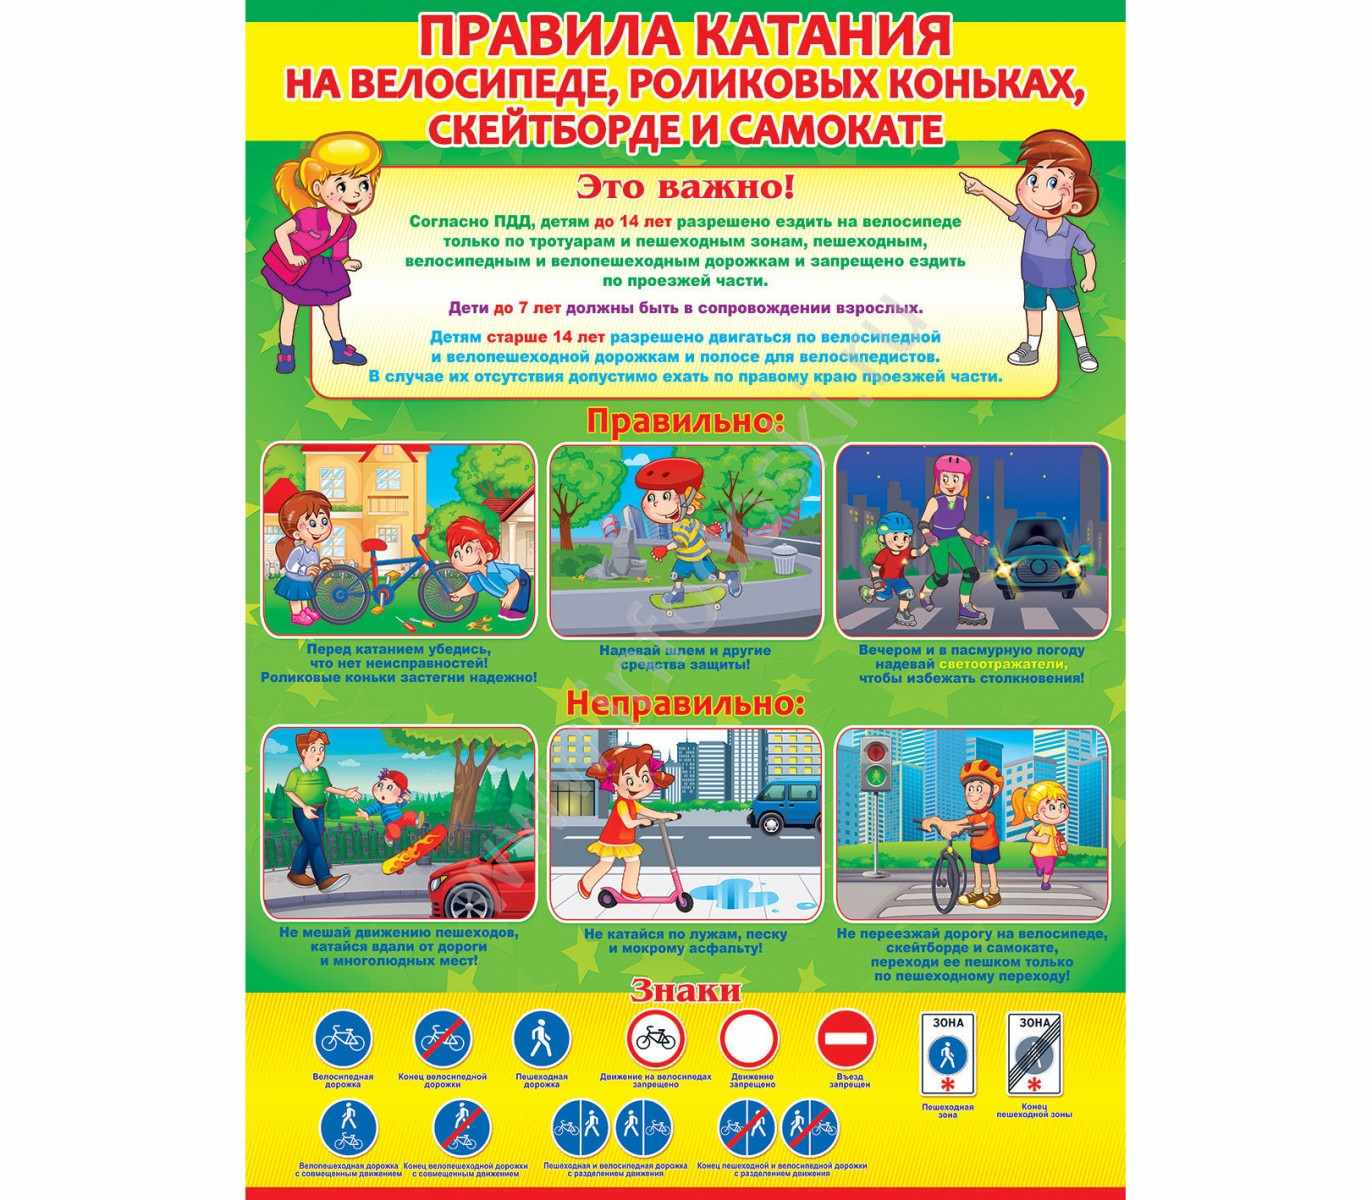 ПРАВИЛА КАТАНИЯ
НА ВЕЛОСИПЕДЕ, РОЛИКОВЫХ КОНЬКАХ,
СКЕЙТБОРДЕ И САМОКАТЕ
Это важно!
Согласно ПДД, детям до 14 лет разрешено ездить на велосипеде
только по тротуарам и пешеходным зонам, пешеходным,
велосипедным и велопешеходным дорожкам и запрещено ездить
по проезжей части.
Дети до 7 лет должны быть в сопровождении взрослых.
Детям старше 14 лет разрешено двигаться по велосипедной
и велопешеходной дорожкам и полосе для велосипедистов.
В случае их отсутствия допустимо ехать по правому краю проезжей части.
Правильно:
Перед катанием убедись,
что нет неисправностей!
Роликовые коньки застегни надежно!
Надевай шлем и другие
средства защиты!
Вечером и в пасмурную погоду
надевай светоотражатели,
чтобы избежать столкновения!
Неправильно:
Не мешай движению пешеходов,
катайся вдали от дороги
и многолюдных мест!
Не катайся по лужам, песку
и мокрому асфальту!
Не переезжай дорогу на велосипеде,
скейтборде и самокате,
переходи ее пешком только
по пешеходному переходу!
Знаки
Велосипедная
дорожка
Конец велосипедной
дорожки
Пешеходная
дорожка
Движение на велосипедах
запрещено
Движение
запрещено
Въезд
запрещен
ЗОНА
Пешеходная
зона
ЗОНА
Конец
пешеходной зоны
Велопешеходная дорожка
с совмещенным движением
Конец велопешеходной дорожки
с совмещенным движением
Пешеходная и велосипедная дорожка
с разделением движения
Конец пешеходной и велосипедной дорожки
с разделением движения